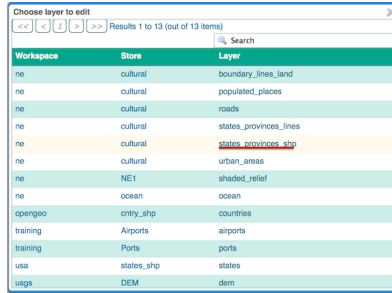 Choose layer to edit
<< < 1 > >> Results 1 to 13 (out of 13 items)
Search
Workspace Store Layer
ne cultural boundary_lines_land
ne cultural populated_places
ne cultural roads
ne cultural states_provinces_lines
ne cultural states_provinces_shp
ne cultural urban_areas
ne NE1 shaded_relief
ne ocean ocean
opengeo cntry_shp countries
training Airports airports
training Ports ports
usa states_shp states
usgs DEM dem